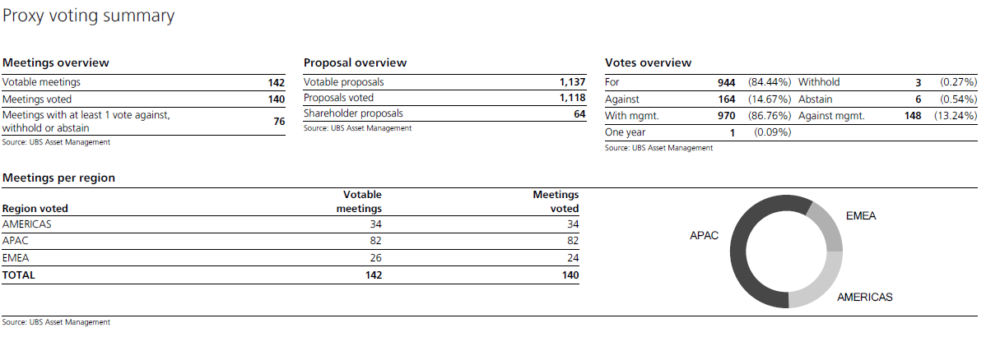 Proxy voting summary
Meetings overview
Votable meetings 142
Meetings voted 140
Meetings with at least 1 vote against,
withhold or abstain 76
Source: UBS Asset Management
Proposal overview
Votable proposals 1,137
Proposals voted 1,118
Shareholder proposals 64
Source: UBS Asset Management
Votes overview
For 944 (84.44%) Withhold 3 (0.27%)
Against 164 (14.67%) Abstain 6 (0.54%)
With mgmt. 970 (86.76%) Against mgmt. 148 (13.24%)
One year 1 (0.09%)
Source: UBS Asset Management
Meetings per region
Votable Meetings
Region voted meetings voted
AMERICAS 34 34
APAC 82 82
EMEA 26 24
TOTAL 142 140
EMEA
APAC
AMERICAS
Source: UBS Asset Management